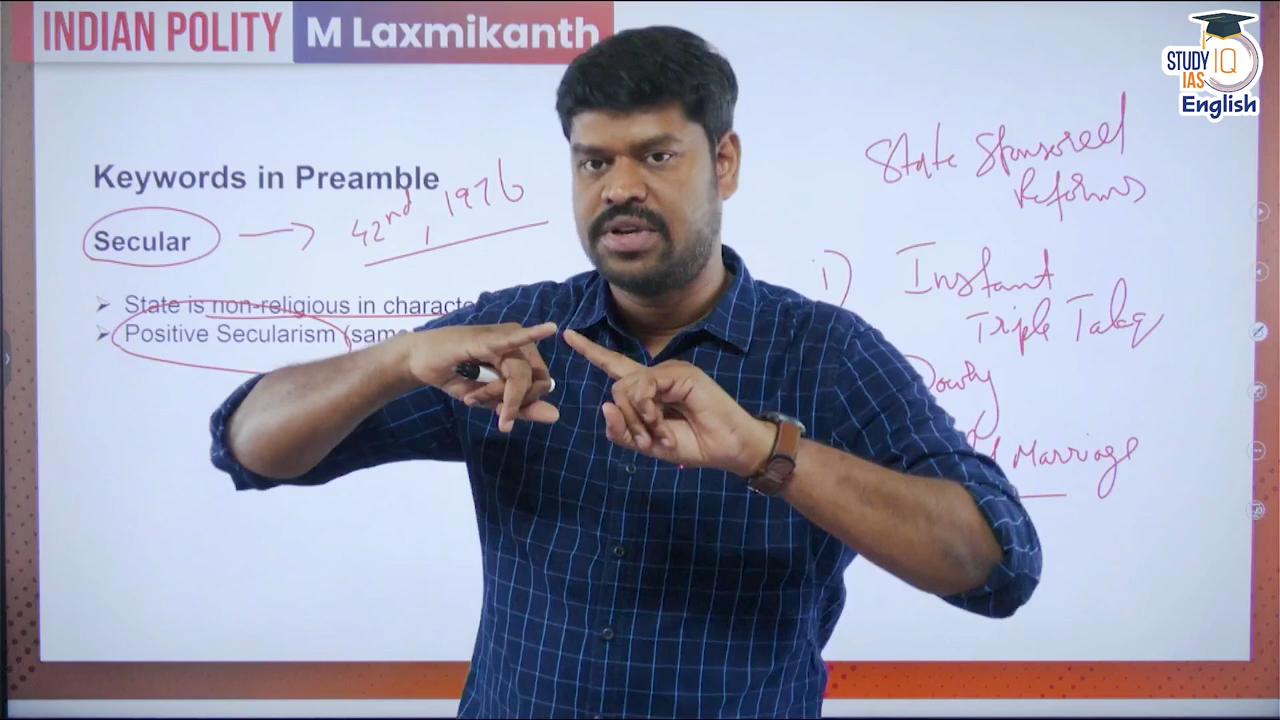 INDIAN POLITY M Laxmikanth
STUDY IQ
IAS
English
Keywords in Preamble
Secular
42nd 1976
State is non-religious in characte
Positive Secularism (sam
State Sponsored
Reforms
1) Instant
Triple Talaq
Dowry
Marriage